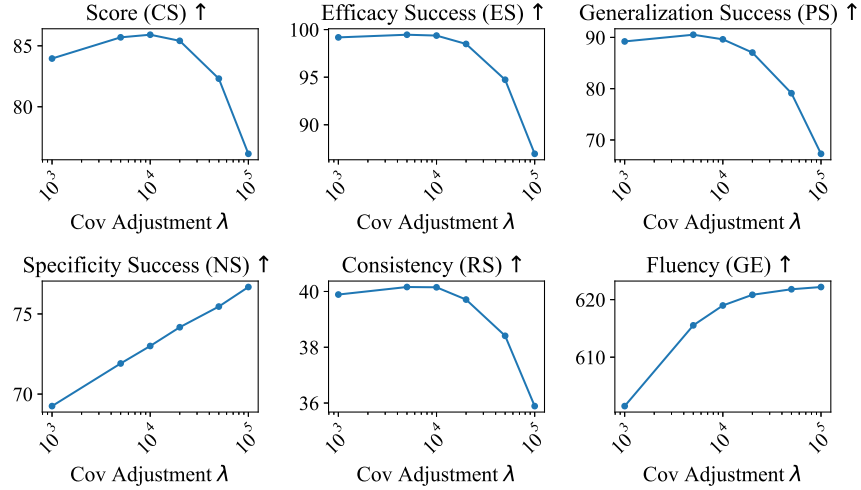 Score (CS) ↑
85
80
10³
10⁴
10⁵
Cov Adjustment λ
Efficacy Success (ES) ↑
100
95
90
10³
10⁴
10⁵
Cov Adjustment λ
Generalization Success (PS) ↑
90
80
70
10³
10⁴
10⁵
Cov Adjustment λ
Specificity Success (NS) ↑
75
70
10³
10⁴
10⁵
Cov Adjustment λ
Consistency (RS) ↑
40
38
36
10³
10⁴
10⁵
Cov Adjustment λ
Fluency (GE) ↑
620
610
10³
10⁴
10⁵
Cov Adjustment λ